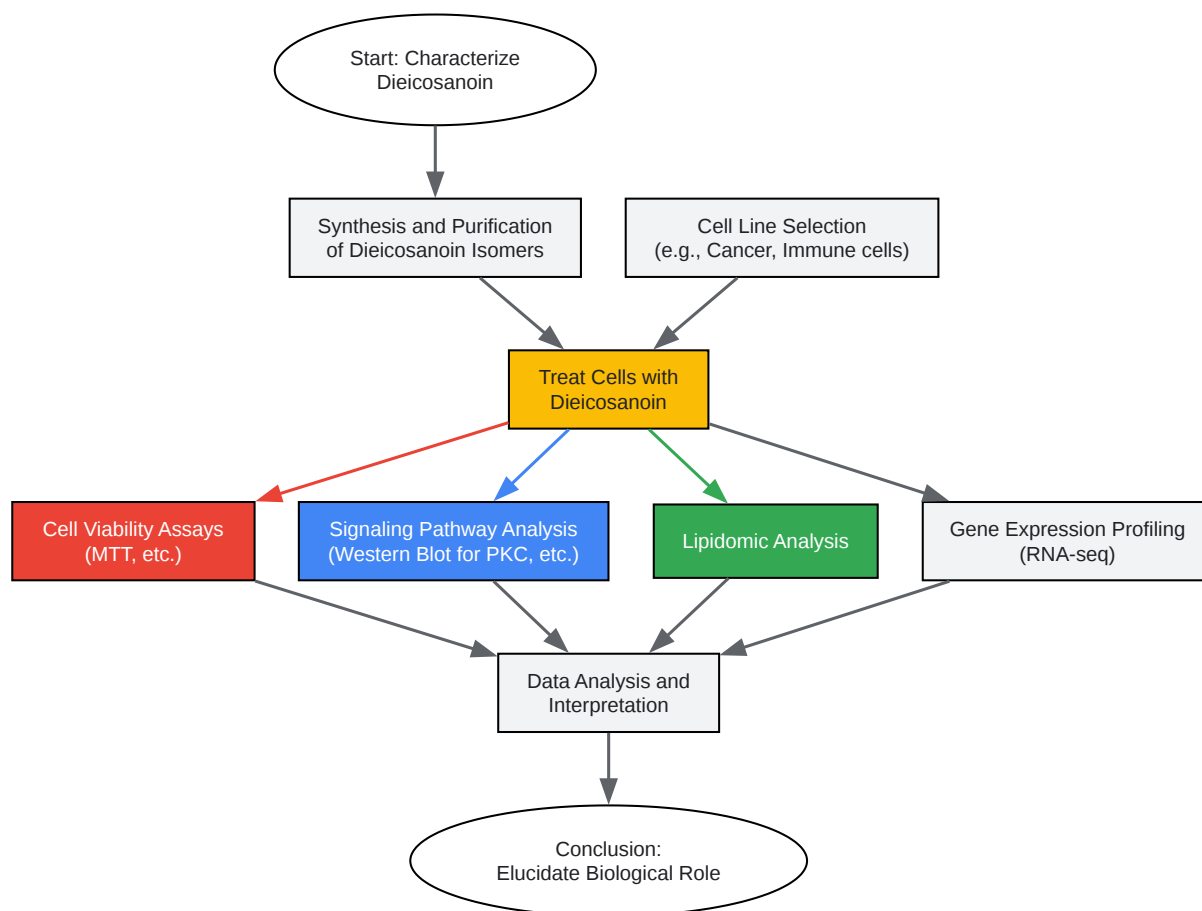 Start: Characterize
Dieicosanoin
Synthesis and Purification
of Dieicosanoin Isomers
Cell Line Selection
(e.g., Cancer, Immune cells)
Treat Cells with
Dieicosanoin
Cell Viability Assays
(MTT, etc.)
Signaling Pathway Analysis
(Western Blot for PKC, etc.)
Lipidomic Analysis
Gene Expression Profiling
(RNA-seq)
Data Analysis and
Interpretation
Conclusion:
Elucidate Biological Role